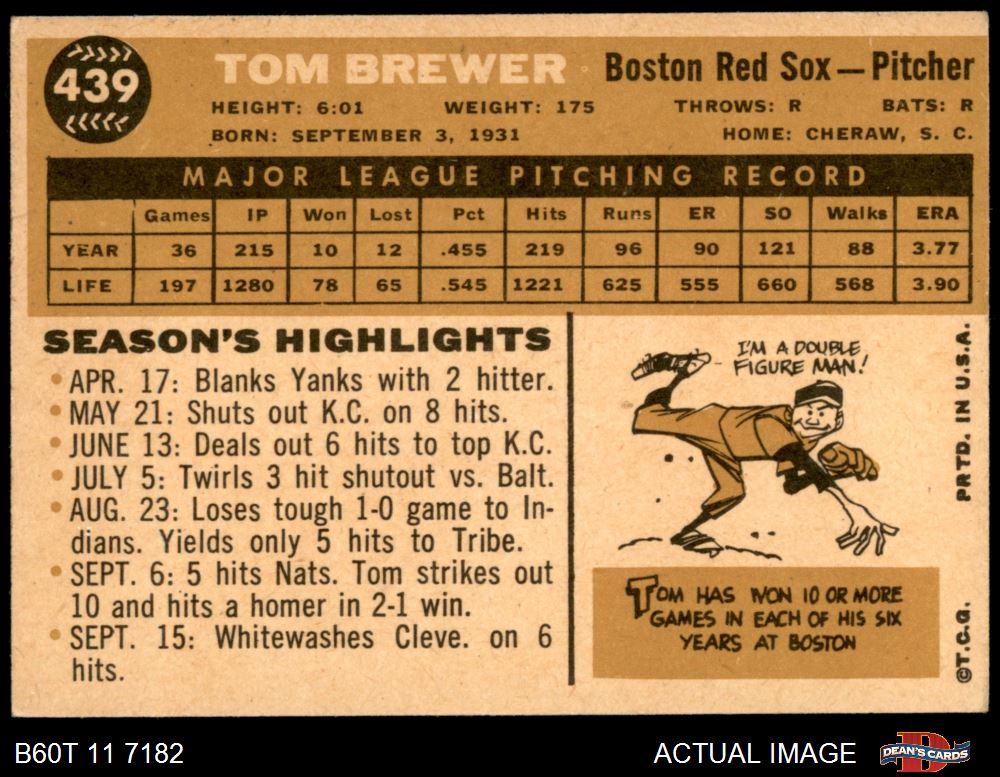 439
TOM BREWER Boston Red Sox—Pitcher
HEIGHT: 6:01 WEIGHT: 175 THROWS: R BATS: R
BORN: SEPTEMBER 3, 1931 HOME: CHERAW, S. C.
MAJOR LEAGUE PITCHING RECORD
Games IP Won Lost Pct Hits Runs ER SO Walks ERA
YEAR 36 215 10 12 .455 219 96 90 121 88 3.77
LIFE 197 1280 78 65 .545 1221 625 555 660 568 3.90
SEASON'S HIGHLIGHTS
• APR. 17: Blanks Yanks with 2 hitter.
• MAY 21: Shuts out K.C. on 8 hits.
• JUNE 13: Deals out 6 hits to top K.C.
• JULY 5: Twirls 3 hit shutout vs. Balt.
• AUG. 23: Loses tough 1-0 game to In-
dians. Yields only 5 hits to Tribe.
• SEPT. 6: 5 hits Nats. Tom strikes out
10 and hits a homer in 2-1 win.
• SEPT. 15: Whitewashes Cleve. on 6
hits.
I'M A DOUBLE
FIGURE MAN!
TOM HAS WON 10 OR MORE
GAMES IN EACH OF HIS SIX
YEARS AT BOSTON
©T.C.G. PRTD. IN U.S.A.
B60T 11 7182 ACTUAL IMAGE
DEAN'S CARDS